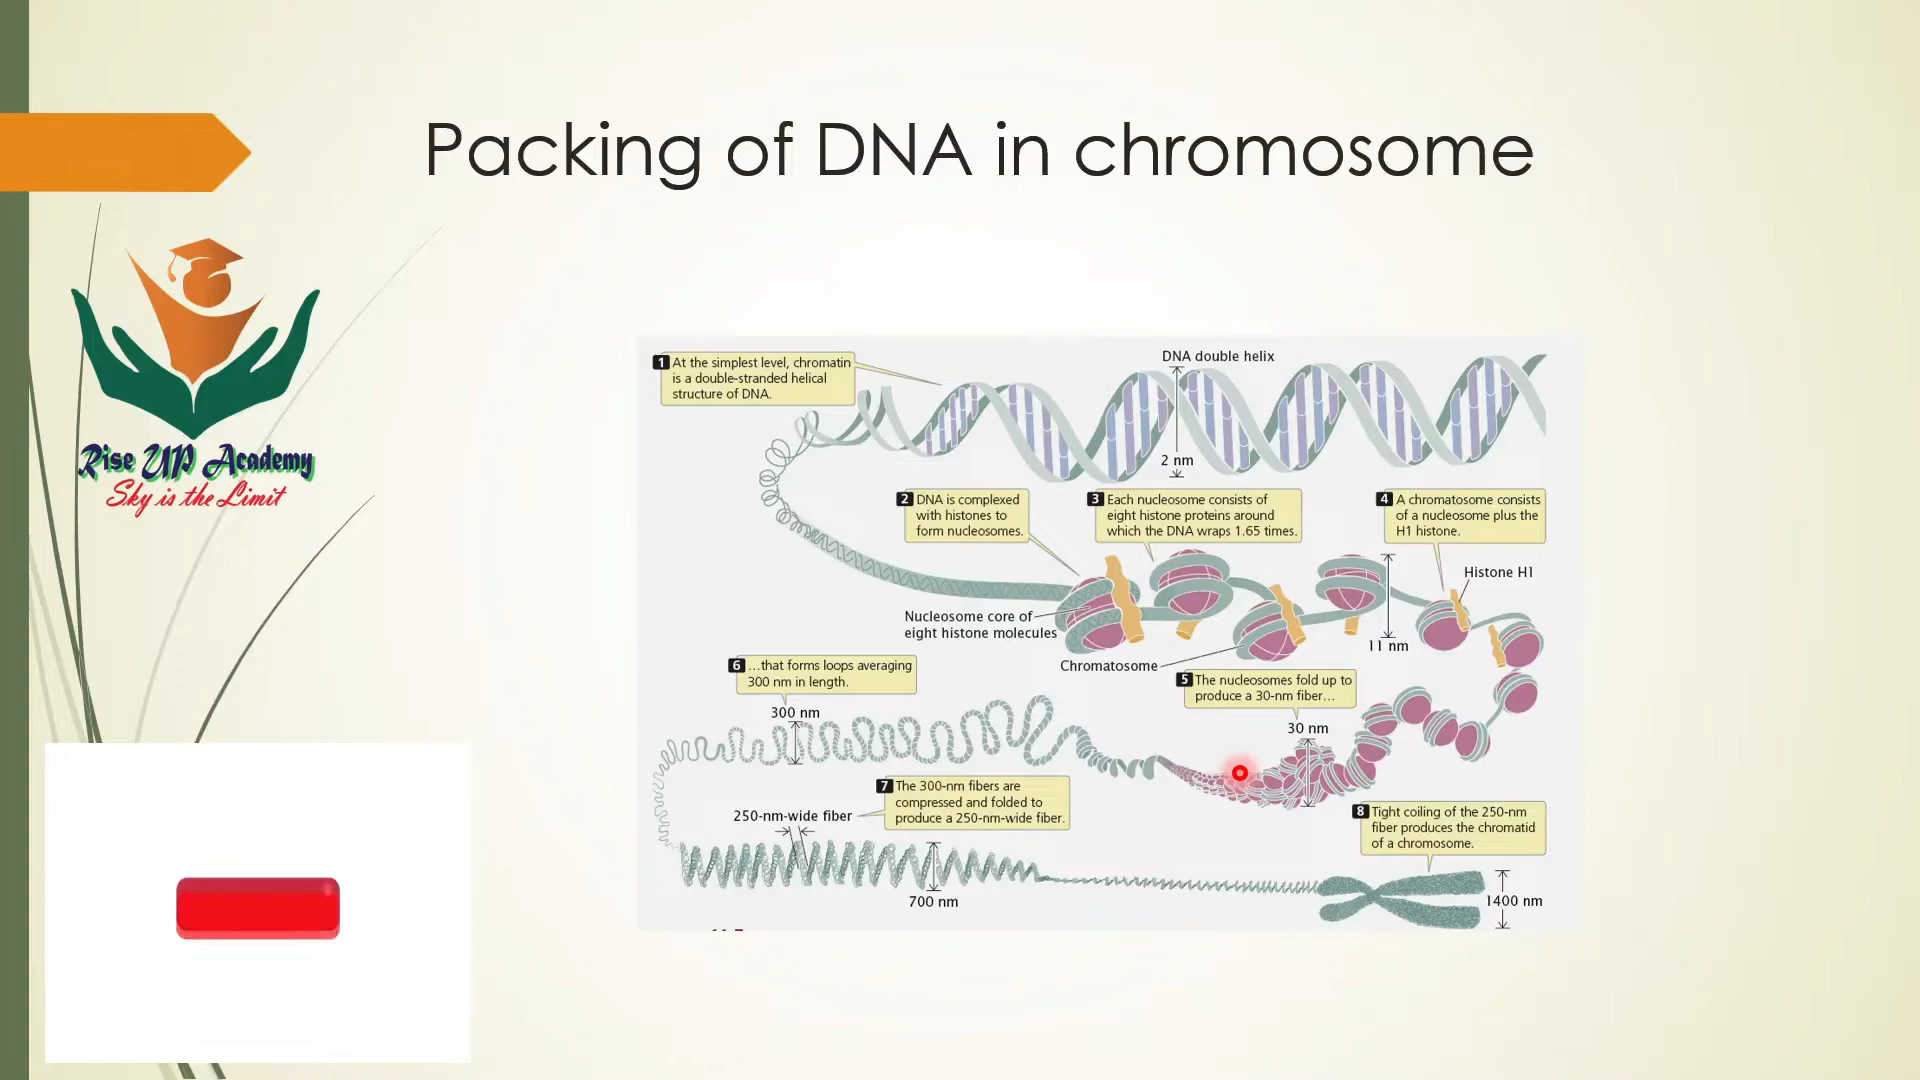 Packing of DNA in chromosome
Rise UP Academy
Sky is the Limit
1 At the simplest level, chromatin
is a double-stranded helical
structure of DNA.
DNA double helix
2 nm
2 DNA is complexed
with histones to
form nucleosomes.
3 Each nucleosome consists of
eight histone proteins around
which the DNA wraps 1.65 times.
4 A chromatosome consists
of a nucleosome plus the
H1 histone.
Histone H1
Nucleosome core of
eight histone molecules
11 nm
Chromatosome
5 The nucleosomes fold up to
produce a 30-nm fiber...
30 nm
6 ...that forms loops averaging
300 nm in length.
300 nm
7 The 300-nm fibers are
compressed and folded to
produce a 250-nm-wide fiber.
250-nm-wide fiber
700 nm
8 Tight coiling of the 250-nm
fiber produces the chromatid
of a chromosome.
1400 nm